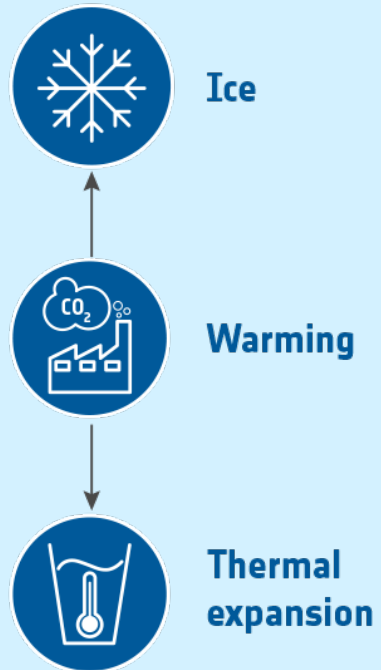 Ice
CO₂
Warming
Thermal
expansion